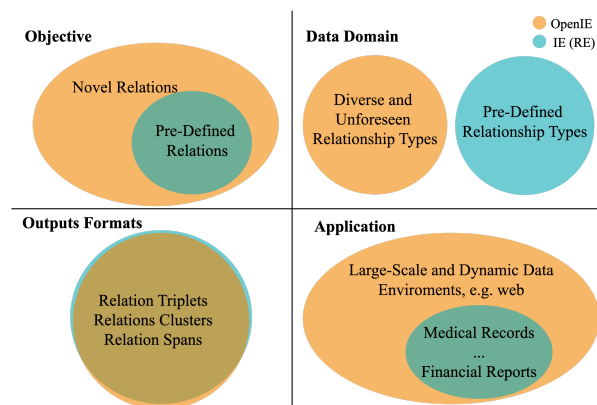 OpenIE
IE (RE)
Objective
Novel Relations
Pre-Defined
Relations
Data Domain
Diverse and
Unforeseen
Relationship Types
Pre-Defined
Relationship Types
Outputs Formats
Relation Triplets
Relations Clusters
Relation Spans
Application
Large-Scale and Dynamic Data
Enviroments, e.g. web
Medical Records
...
Financial Reports